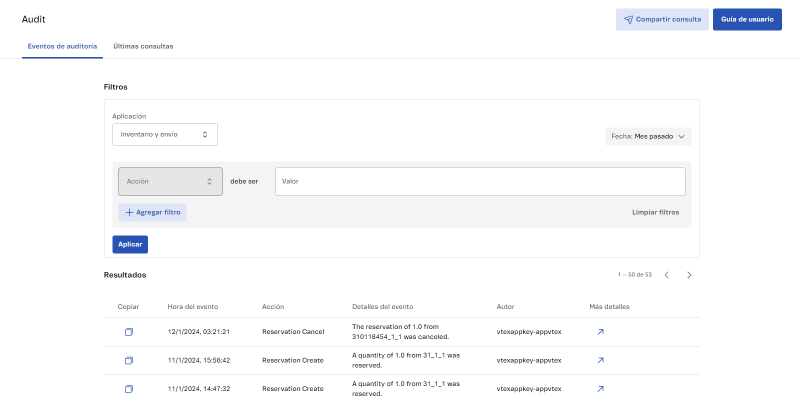 Audit
Compartir consulta
Guía de usuario
Eventos de auditoría
Últimas consultas
Filtros
Aplicación
Inventario y envío
Fecha: Mes pasado
Acción
debe ser
Valor
Agregar filtro
Limpiar filtros
Aplicar
Resultados
1 – 50 de 53
Copiar
Hora del evento
Acción
Detalles del evento
Autor
Más detalles
12/1/2024, 03:21:21
Reservation Cancel
The reservation of 1.0 from
310118454_1_1 was canceled.
vtexappkey-appvtex
11/1/2024, 15:56:42
Reservation Create
A quantity of 1.0 from 31_1_1 was
reserved.
vtexappkey-appvtex
11/1/2024, 14:47:32
Reservation Create
A quantity of 1.0 from 31_1_1 was
reserved.
vtexappkey-appvtex